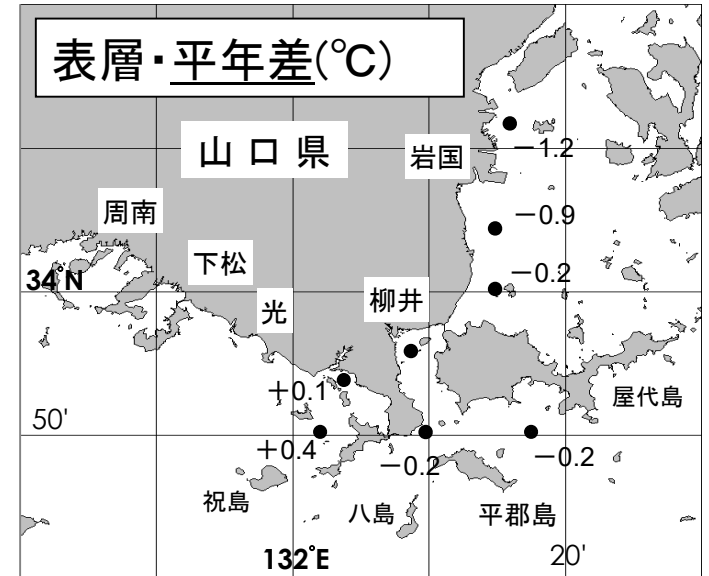 表層・平年差(℃)
山口県
岩国
－1.2
周南
－0.9
下松
－0.2
34°N
光
柳井
＋0.1
屋代島
50'
＋0.4
－0.2
－0.2
祝島
八島
平郡島
132°E
20'